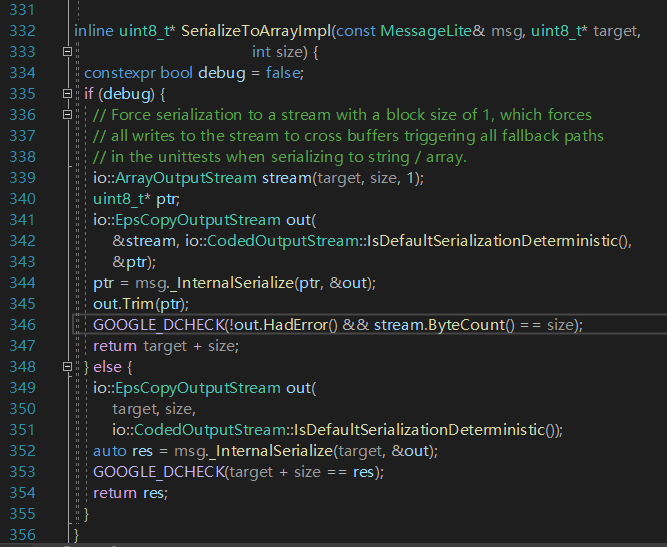 331
332 inline uint8_t* SerializeToArrayImpl(const MessageLite& msg, uint8_t* target,
333 int size) {
334 constexpr bool debug = false;
335 if (debug) {
336 // Force serialization to a stream with a block size of 1, which forces
337 // all writes to the stream to cross buffers triggering all fallback paths
338 // in the unittests when serializing to string / array.
339 io::ArrayOutputStream stream(target, size, 1);
340 uint8_t* ptr;
341 io::EpsCopyOutputStream out(
342 &stream, io::CodedOutputStream::IsDefaultSerializationDeterministic(),
343 &ptr);
344 ptr = msg._InternalSerialize(ptr, &out);
345 out.Trim(ptr);
346 GOOGLE_DCHECK(!out.HadError() && stream.ByteCount() == size);
347 return target + size;
348 } else {
349 io::EpsCopyOutputStream out(
350 target, size,
351 io::CodedOutputStream::IsDefaultSerializationDeterministic());
352 auto res = msg._InternalSerialize(target, &out);
353 GOOGLE_DCHECK(target + size == res);
354 return res;
355 }
356 }